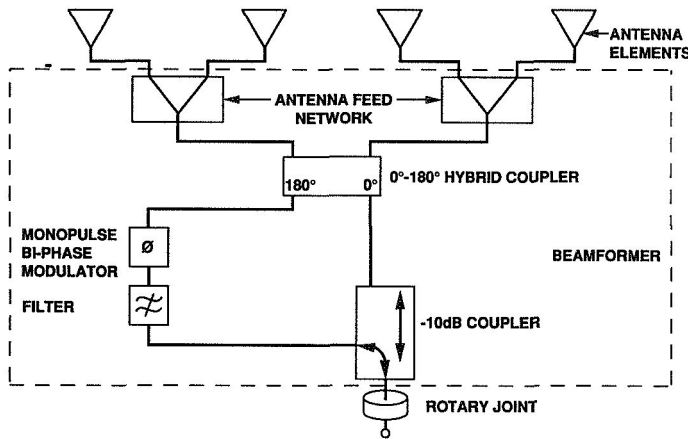 ANTENNA
ELEMENTS
ANTENNA FEED
NETWORK
180°
0°
0°-180° HYBRID COUPLER
MONOPULSE
BI-PHASE
MODULATOR
ø
BEAMFORMER
FILTER
-10dB COUPLER
ROTARY JOINT